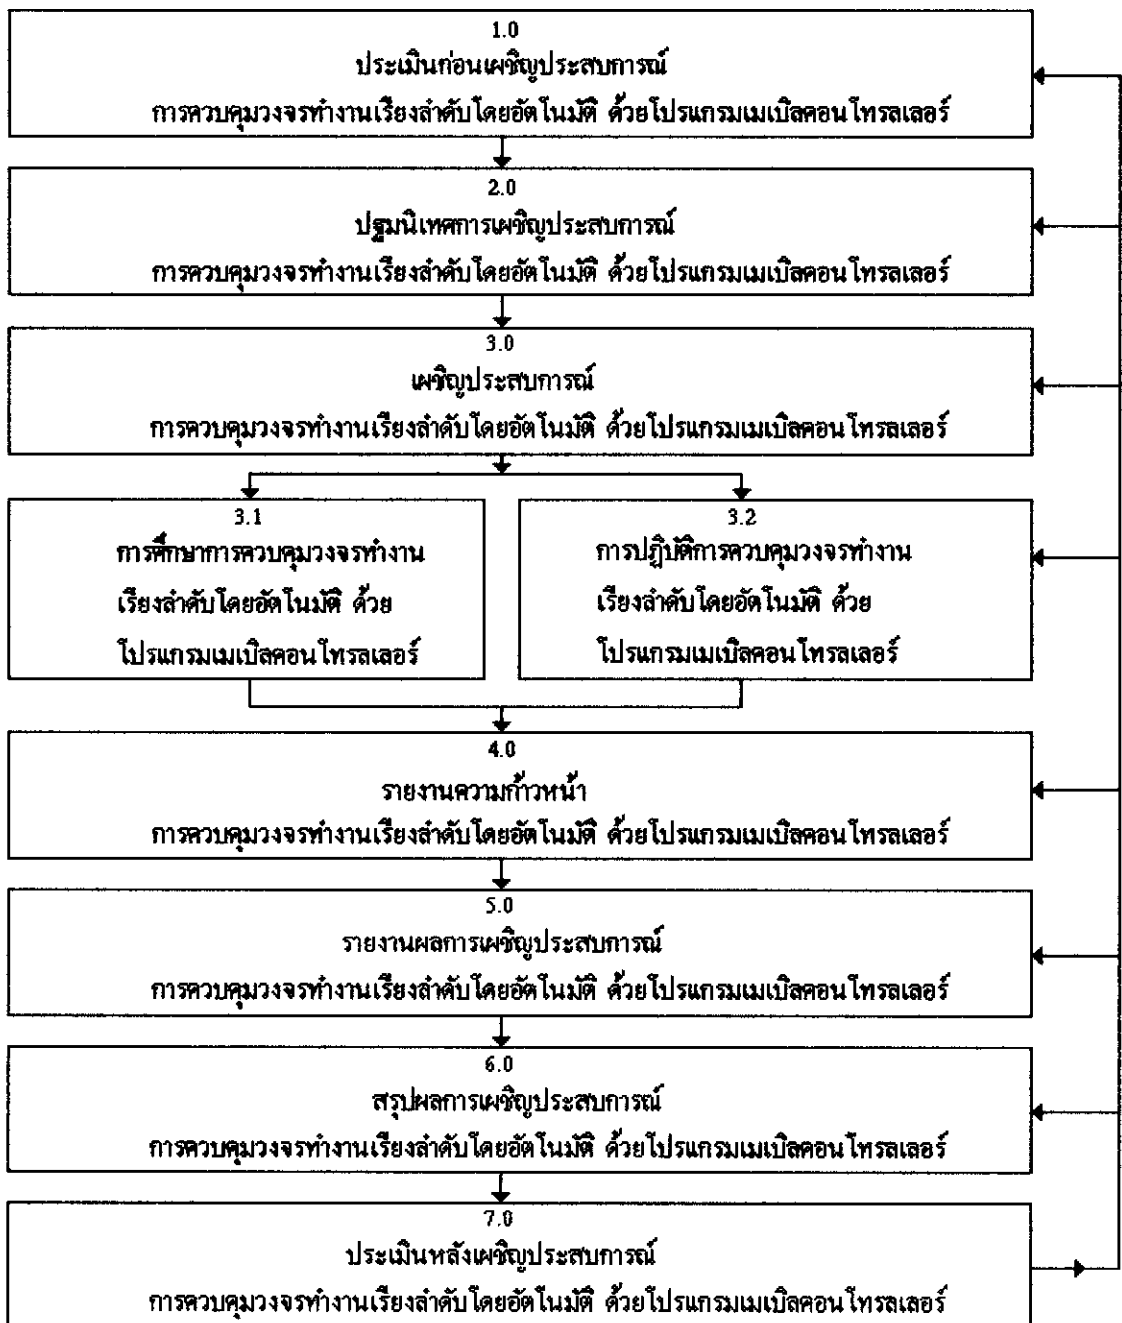 1.0
ประเมินก่อนเผชิญประสบการณ์
การควบคุมวงจรทำงานเรียงลำดับโดยอัตโนมัติ ด้วยโปรแกรมเมเบิลคอนโทรลเลอร์
2.0
ปฐมนิเทศการเผชิญประสบการณ์
การควบคุมวงจรทำงานเรียงลำดับโดยอัตโนมัติ ด้วยโปรแกรมเมเบิลคอนโทรลเลอร์
3.0
เผชิญประสบการณ์
การควบคุมวงจรทำงานเรียงลำดับโดยอัตโนมัติ ด้วยโปรแกรมเมเบิลคอนโทรลเลอร์
3.1
การศึกษาการควบคุมวงจรทำงาน
เรียงลำดับโดยอัตโนมัติ ด้วย
โปรแกรมเมเบิลคอนโทรลเลอร์
3.2
การปฏิบัติการควบคุมวงจรทำงาน
เรียงลำดับโดยอัตโนมัติ ด้วย
โปรแกรมเมเบิลคอนโทรลเลอร์
4.0
รายงานความก้าวหน้า
การควบคุมวงจรทำงานเรียงลำดับโดยอัตโนมัติ ด้วยโปรแกรมเมเบิลคอนโทรลเลอร์
5.0
รายงานผลการเผชิญประสบการณ์
การควบคุมวงจรทำงานเรียงลำดับโดยอัตโนมัติ ด้วยโปรแกรมเมเบิลคอนโทรลเลอร์
6.0
สรุปผลการเผชิญประสบการณ์
การควบคุมวงจรทำงานเรียงลำดับโดยอัตโนมัติ ด้วยโปรแกรมเมเบิลคอนโทรลเลอร์
7.0
ประเมินหลังเผชิญประสบการณ์
การควบคุมวงจรทำงานเรียงลำดับโดยอัตโนมัติ ด้วยโปรแกรมเมเบิลคอนโทรลเลอร์